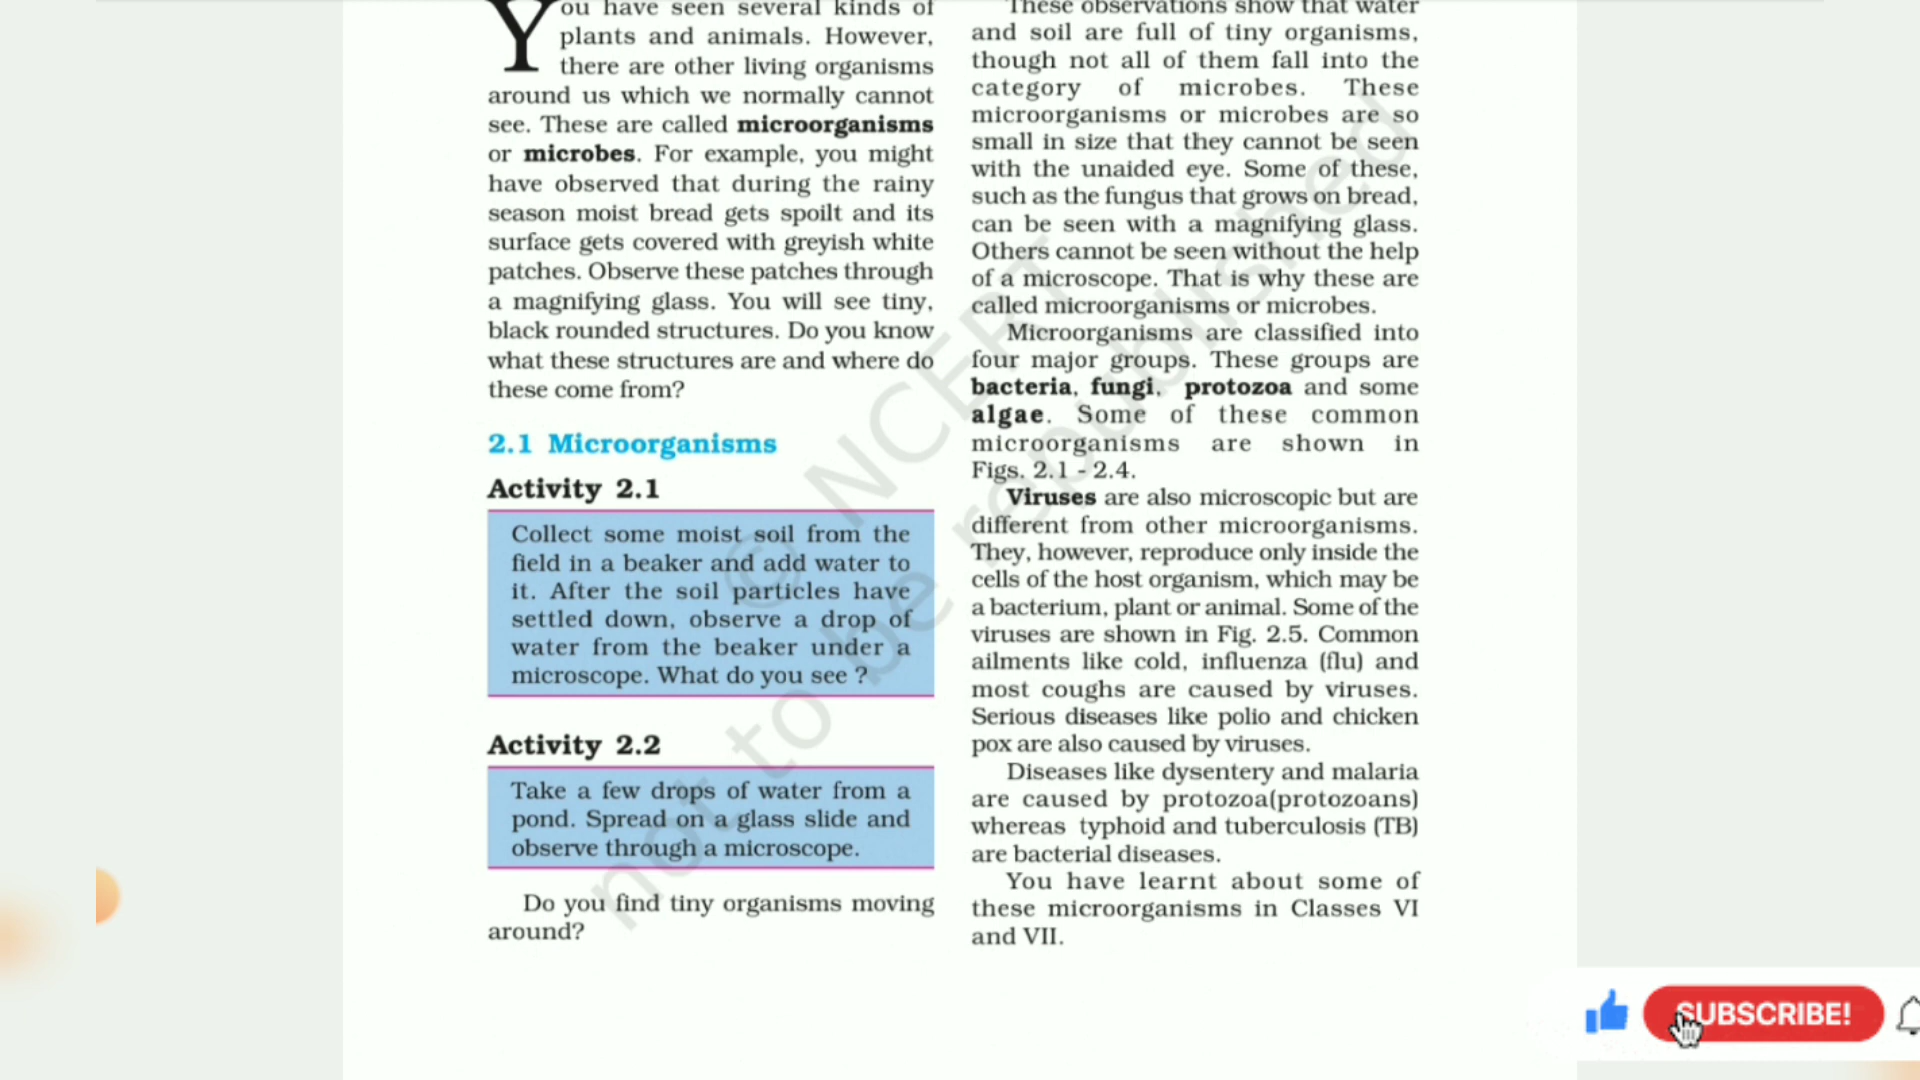 You have seen several kinds of
plants and animals. However,
there are other living organisms
around us which we normally cannot
see. These are called microorganisms
or microbes. For example, you might
have observed that during the rainy
season moist bread gets spoilt and its
surface gets covered with greyish white
patches. Observe these patches through
a magnifying glass. You will see tiny,
black rounded structures. Do you know
what these structures are and where do
these come from?
2.1 Microorganisms
Activity 2.1
Collect some moist soil from the
field in a beaker and add water to
it. After the soil particles have
settled down, observe a drop of
water from the beaker under a
microscope. What do you see ?
Activity 2.2
Take a few drops of water from a
pond. Spread on a glass slide and
observe through a microscope.
Do you find tiny organisms moving
around?
These observations show that water
and soil are full of tiny organisms,
though not all of them fall into the
category of microbes. These
microorganisms or microbes are so
small in size that they cannot be seen
with the unaided eye. Some of these,
such as the fungus that grows on bread,
can be seen with a magnifying glass.
Others cannot be seen without the help
of a microscope. That is why these are
called microorganisms or microbes.
Microorganisms are classified into
four major groups. These groups are
bacteria, fungi, protozoa and some
algae. Some of these common
microorganisms are shown in
Figs. 2.1 - 2.4.
Viruses are also microscopic but are
different from other microorganisms.
They, however, reproduce only inside the
cells of the host organism, which may be
a bacterium, plant or animal. Some of the
viruses are shown in Fig. 2.5. Common
ailments like cold, influenza (flu) and
most coughs are caused by viruses.
Serious diseases like polio and chicken
pox are also caused by viruses.
Diseases like dysentery and malaria
are caused by protozoa(protozoans)
whereas typhoid and tuberculosis (TB)
are bacterial diseases.
You have learnt about some of
these microorganisms in Classes VI
and VII.
© NCERT
not to be republished
SUBSCRIBE!